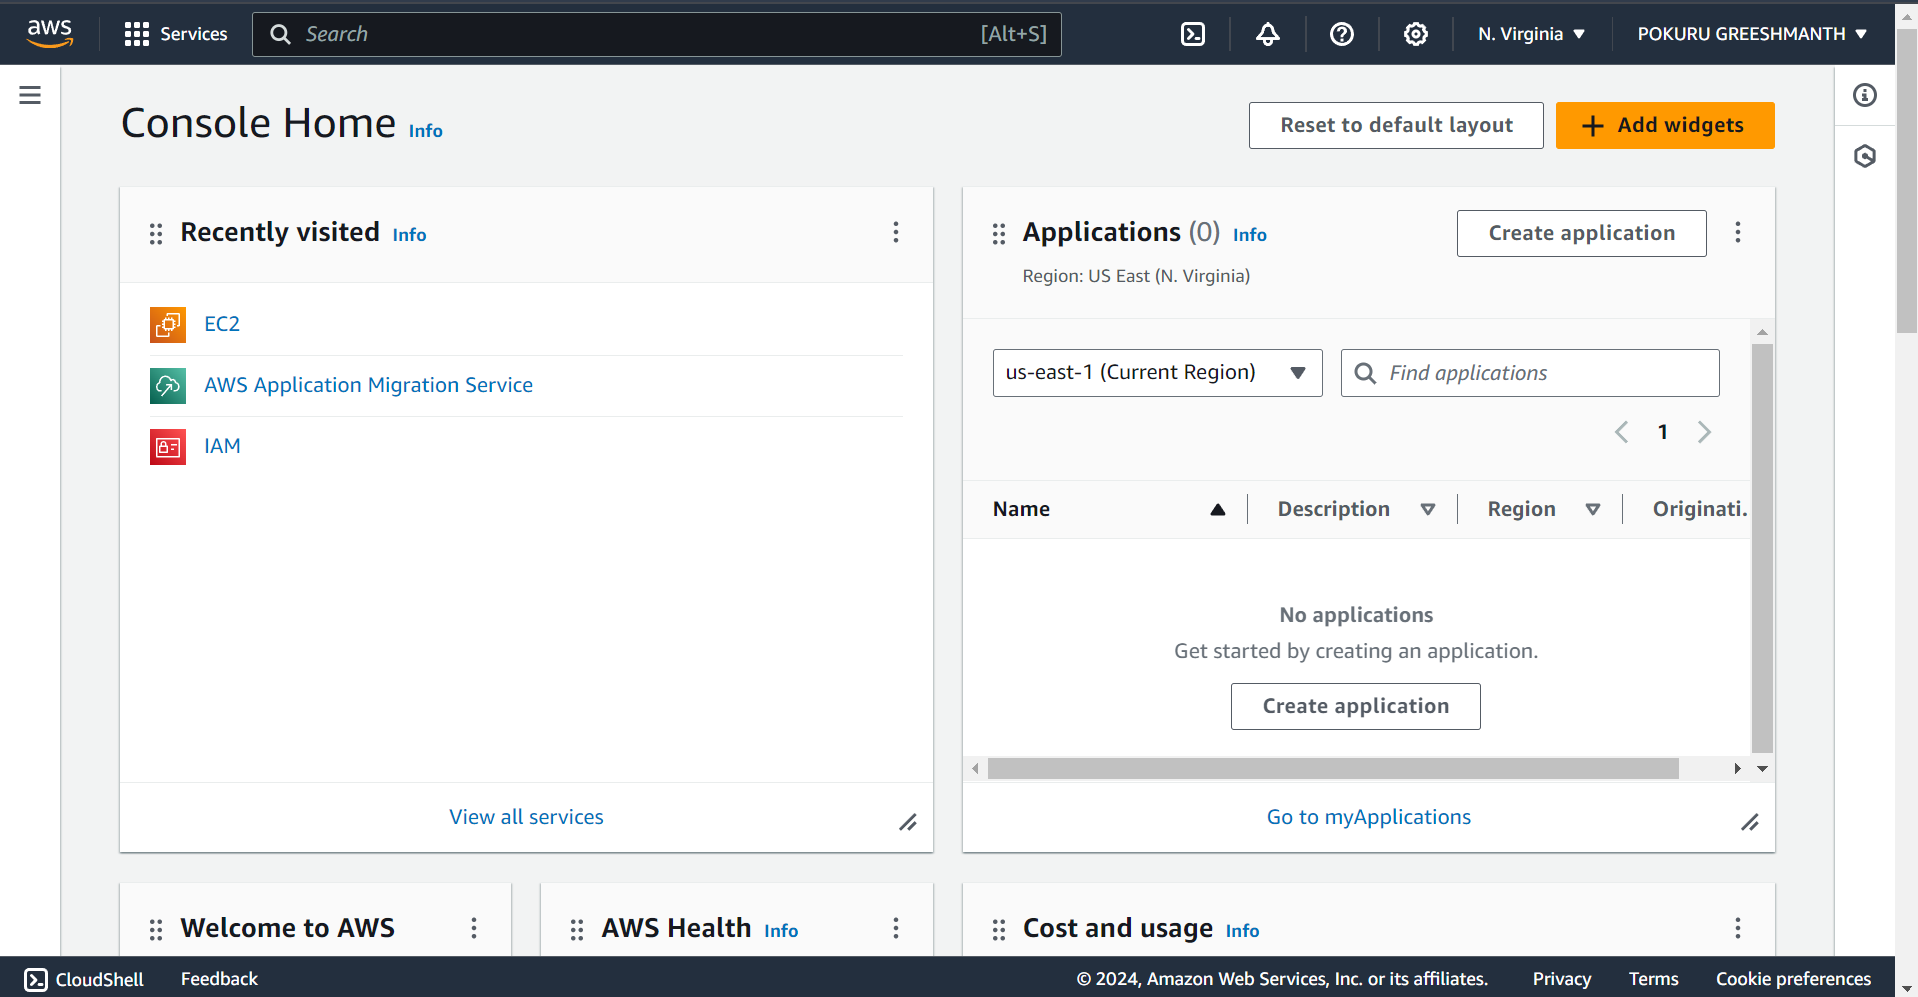 aws
Services
Search [Alt+S]
N. Virginia
POKURU GREESHMANTH
Console Home Info
Reset to default layout
Add widgets
Recently visited Info
EC2
AWS Application Migration Service
IAM
View all services
Applications (0) Info
Create application
Region: US East (N. Virginia)
us-east-1 (Current Region)
Find applications
1
Name Description Region Originati.
No applications
Get started by creating an application.
Create application
Go to myApplications
Welcome to AWS
AWS Health Info
Cost and usage Info
CloudShell Feedback © 2024, Amazon Web Services, Inc. or its affiliates. Privacy Terms Cookie preferences